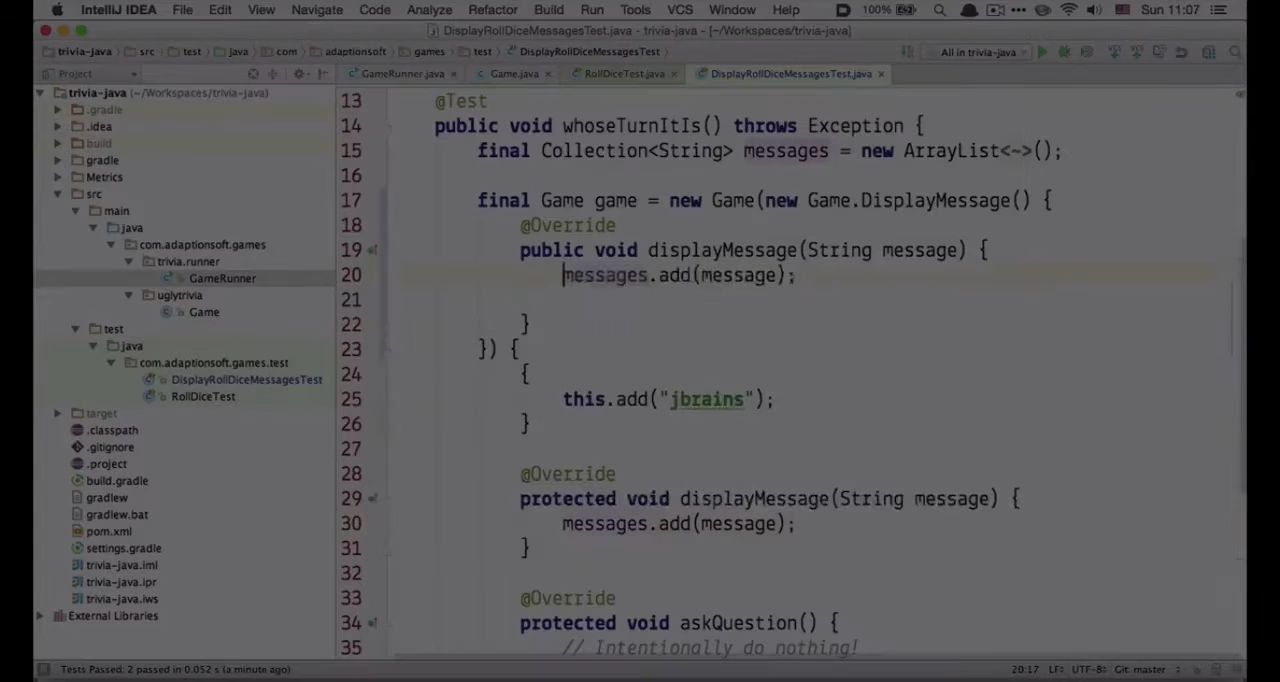 IntelliJ IDEA File Edit View Navigate Code Analyze Refactor Build Run Tools VCS Window Help 100% Sun 11:07
DisplayRollDiceMessagesTest.java - trivia-java - [~/Workspaces/trivia-java]
trivia-java src test java com adaptionsoft games test DisplayRollDiceMessagesTest All in trivia-java
Project GameRunner.java Game.java RollDiceTest.java DisplayRollDiceMessagesTest.java
trivia-java (~/Workspaces/trivia-java)
.gradle
.idea
build
gradle
Metrics
src
main
java
com.adaptionsoft.games
trivia.runner
GameRunner
uglytrivia
Game
test
java
com.adaptionsoft.games.test
DisplayRollDiceMessagesTest
RollDiceTest
target
.classpath
.gitignore
.project
build.gradle
gradlew
gradlew.bat
pom.xml
settings.gradle
trivia-java.iml
trivia-java.ipr
trivia-java.iws
External Libraries
13 @Test
14 public void whoseTurnItIs() throws Exception {
15 final Collection<String> messages = new ArrayList<~>();
16
17 final Game game = new Game(new Game.DisplayMessage() {
18 @Override
19 public void displayMessage(String message) {
20 messages.add(message);
21
22 }
23 }) {
24 {
25 this.add("jbrains");
26 }
27
28 @Override
29 protected void displayMessage(String message) {
30 messages.add(message);
31 }
32
33 @Override
34 protected void askQuestion() {
35 // Intentionally do nothing!
Tests Passed: 2 passed in 0.052 s (a minute ago) 20:17 LF: UTF-8: Git: master